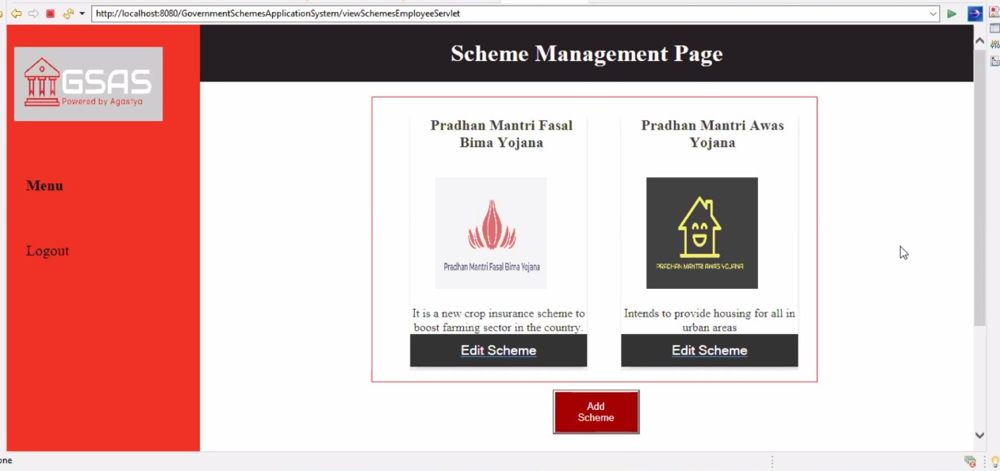 http://localhost:8080/GovernmentSchemesApplicationSystem/viewSchemesEmployeeServlet
GSAS
Powered by Agastya
Menu
Logout
Scheme Management Page
Pradhan Mantri Fasal
Bima Yojana
Pradhan Mantri Fasal Bima Yojana
It is a new crop insurance scheme to
boost farming sector in the country.
Edit Scheme
Pradhan Mantri Awas
Yojana
PRADHAN MANTRI AWAS YOJANA
Intends to provide housing for all in
urban areas
Edit Scheme
Add
Scheme
one